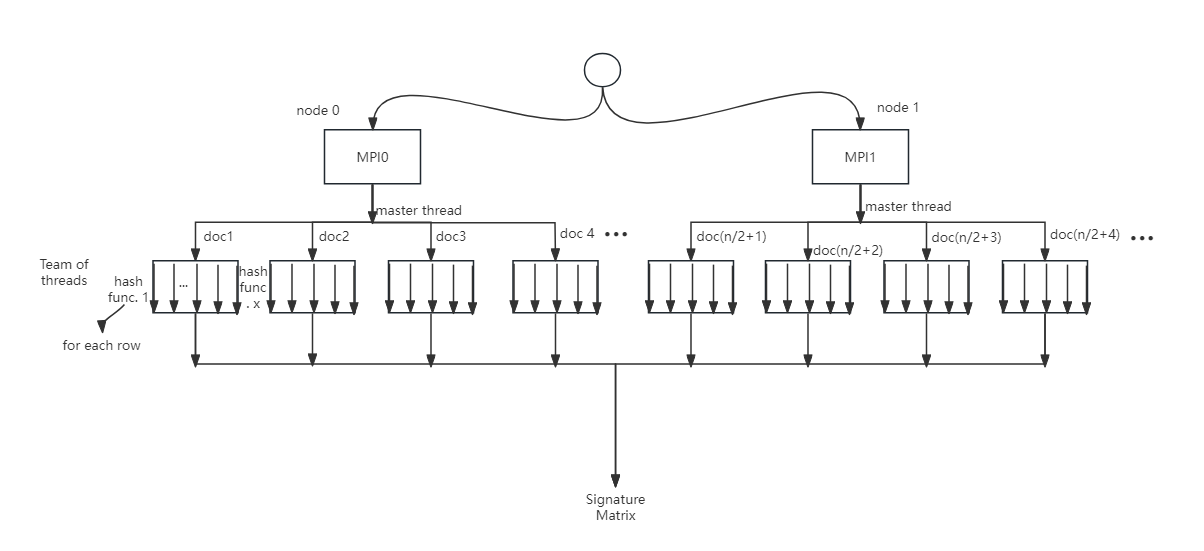 node 0
node 1
MPI0
MPI1
master thread
master thread
doc1
doc2
doc3
doc 4 •••
doc(n/2+1)
doc(n/2+2)
doc(n/2+3)
doc(n/2+4) •••
Team of
threads
hash
func. 1
...
hash
func
. x
for each row
Signature
Matrix